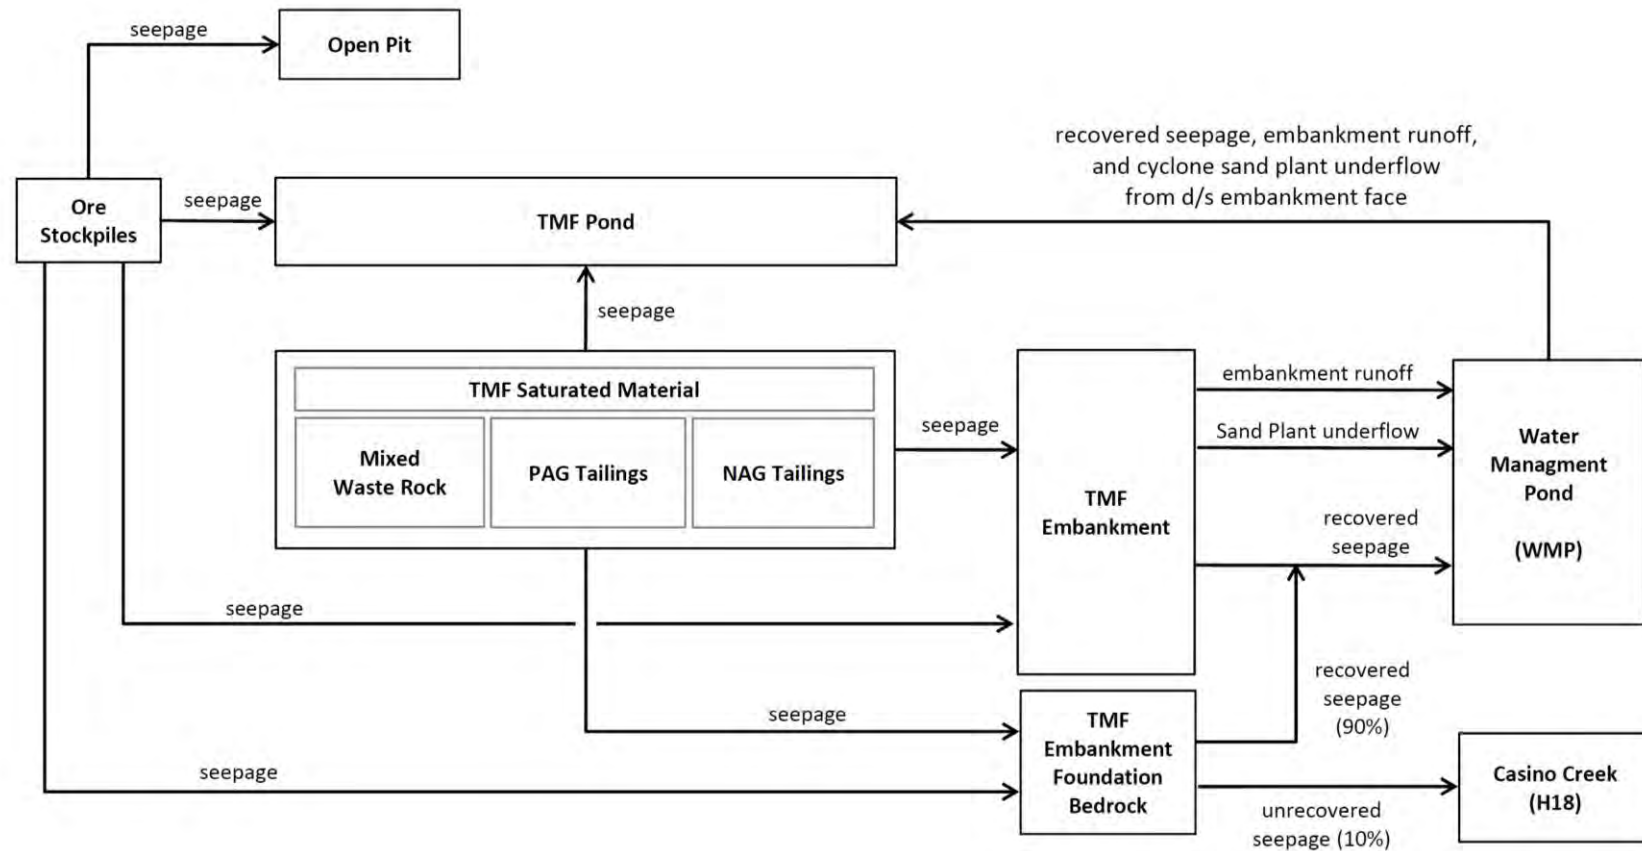 seepage
Open Pit
recovered seepage, embankment runoff,
and cyclone sand plant underflow
from d/s embankment face
Ore
Stockpiles
seepage
TMF Pond
seepage
TMF Saturated Material
Mixed
Waste Rock
PAG Tailings
NAG Tailings
seepage
TMF
Embankment
embankment runoff
Sand Plant underflow
recovered
seepage
Water
Managment
Pond
(WMP)
seepage
recovered
seepage
(90%)
seepage
TMF
Embankment
Foundation
Bedrock
seepage
unrecovered
seepage (10%)
Casino Creek
(H18)